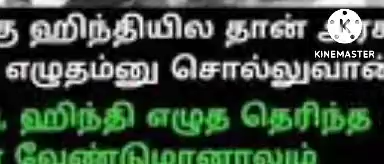 ஹிந்தியில தான்
KINEMASTER
எழுதம்னு சொல்லுவான்
ஹிந்தி எழுத தெரிந்த
வேண்டுமானாலும்